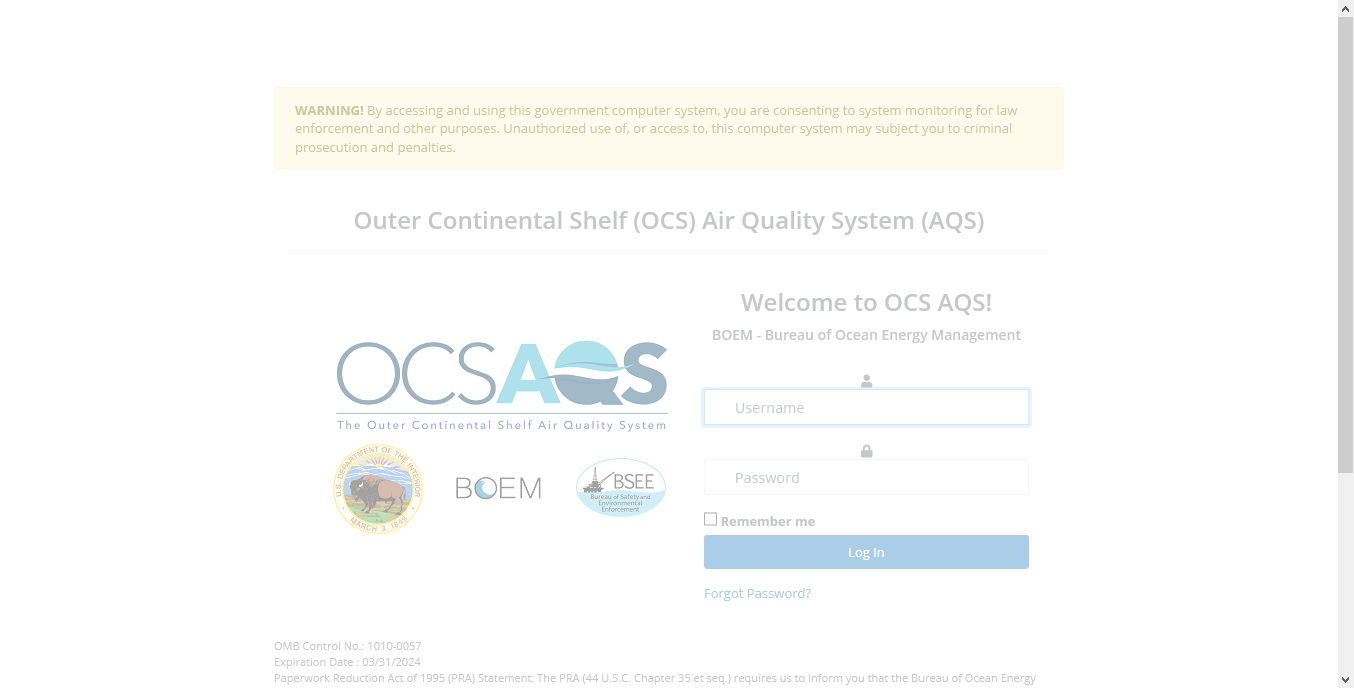 WARNING! By accessing and using this government computer system, you are consenting to system monitoring for law
enforcement and other purposes. Unauthorized use of, or access to, this computer system may subject you to criminal
prosecution and penalties.
Outer Continental Shelf (OCS) Air Quality System (AQS)
Welcome to OCS AQS!
BOEM - Bureau of Ocean Energy Management
OCSAQS
The Outer Continental Shelf Air Quality System
U.S. DEPARTMENT OF THE INTERIOR
MARCH 3, 1849
BOEM
BSEE
Bureau of Safety and
Environmental
Enforcement
Username
Password
Remember me
Log In
Forgot Password?
OMB Control No.: 1010-0057
Expiration Date : 03/31/2024
Paperwork Reduction Act of 1995 (PRA) Statement: The PRA (44 U.S.C. Chapter 35 et seq.) requires us to inform you that the Bureau of Ocean Energy